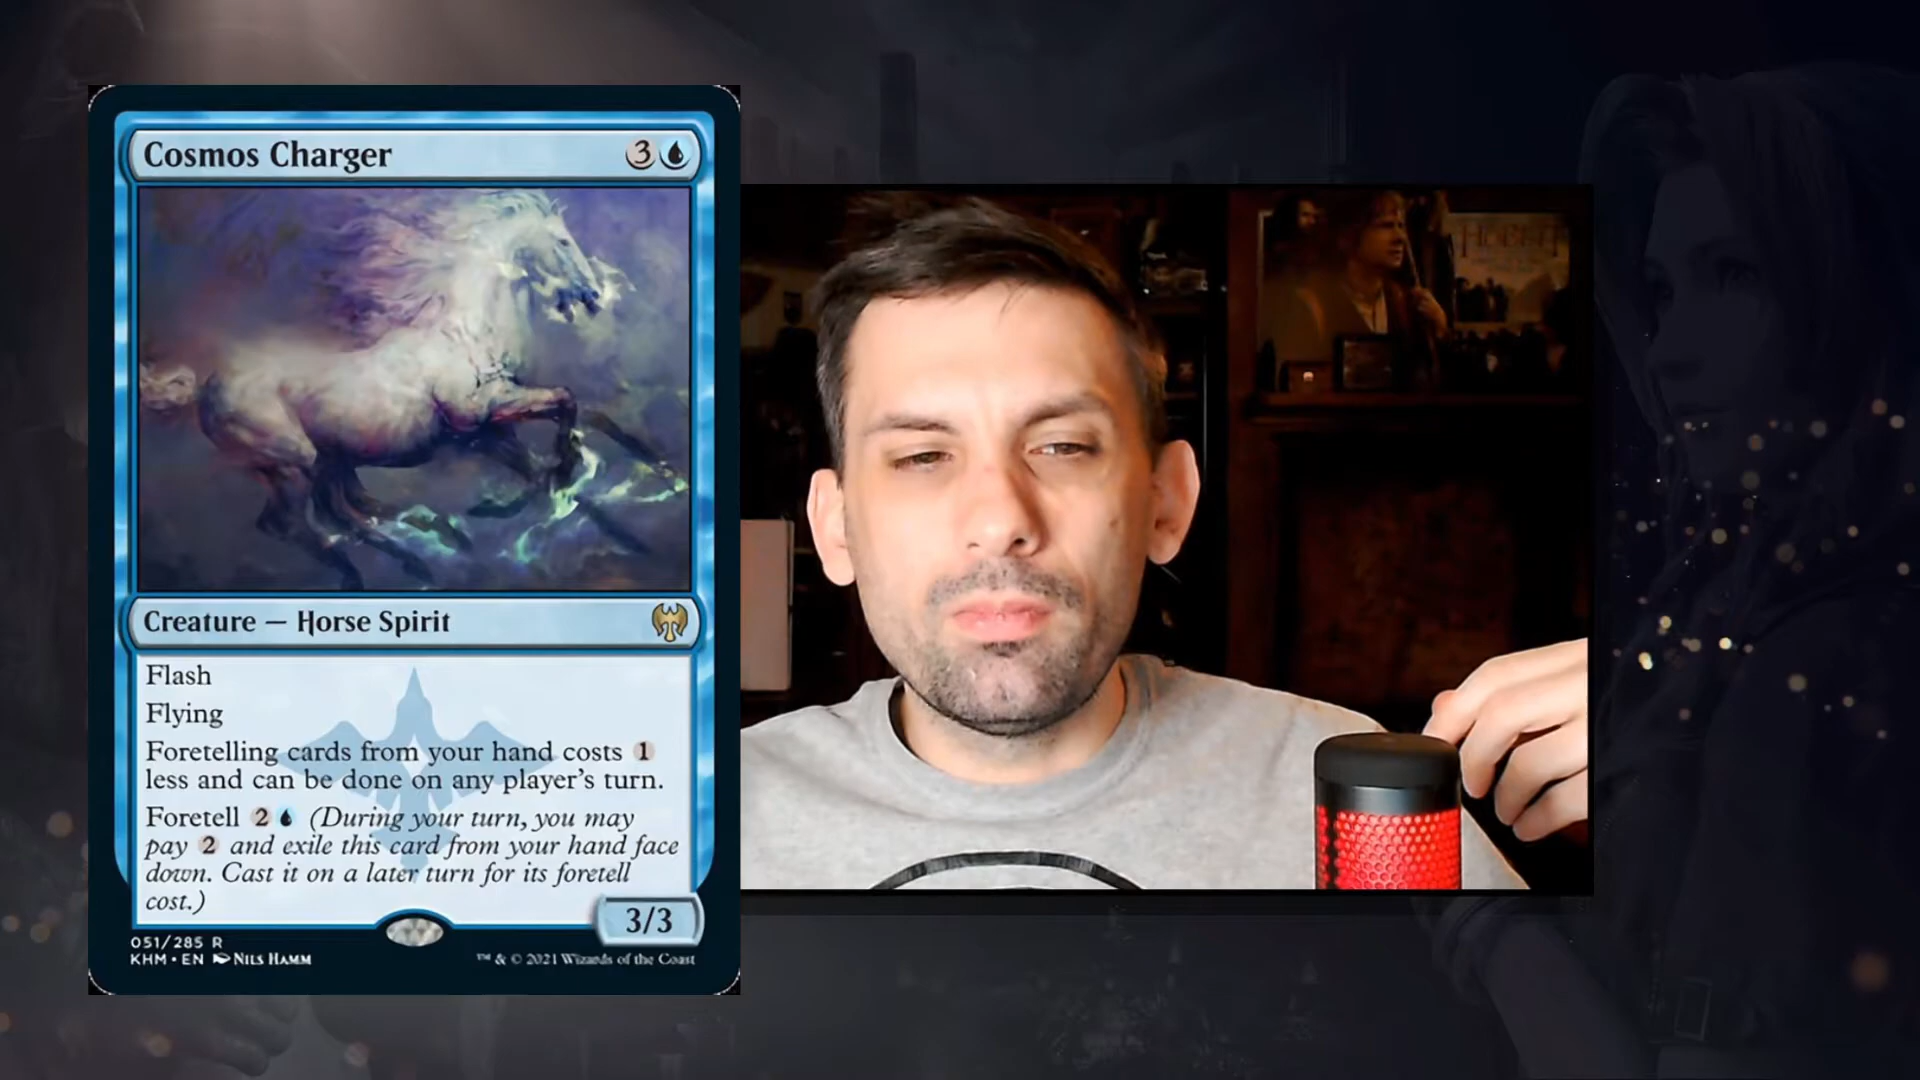 Cosmos Charger 3
Creature — Horse Spirit
Flash
Flying
Foretelling cards from your hand costs 1
less and can be done on any player's turn.
Foretell 2 (During your turn, you may
pay 2 and exile this card from your hand face
down. Cast it on a later turn for its foretell
cost.)
3/3
051/285 R
KHM • EN NILS HAMM
™ & © 2021 Wizards of the Coast
HOBBIT